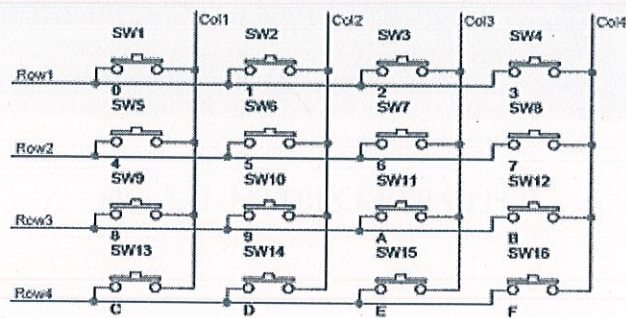 Col1 Col2 Col3 Col4
SW1 SW2 SW3 SW4
Row1
0 1 2 3
SW5 SW6 SW7 SW8
Row2
4 5 6 7
SW9 SW10 SW11 SW12
Row3
8 9 A B
SW13 SW14 SW15 SW16
Row4
C D E F